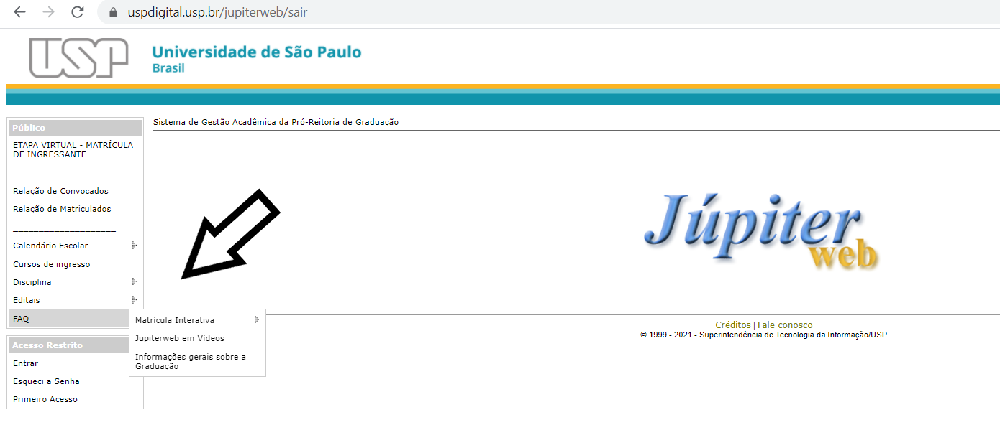 uspdigital.usp.br/jupiterweb/sair
USP
Universidade de São Paulo
Brasil
Público
ETAPA VIRTUAL - MATRÍCULA
DE INGRESSANTE
___________________
Relação de Convocados
Relação de Matriculados
____________________
Calendário Escolar
Cursos de ingresso
Disciplina
Editais
FAQ
Matrícula Interativa
Jupiterweb em Vídeos
Informações gerais sobre a
Graduação
Acesso Restrito
Entrar
Esqueci a Senha
Primeiro Acesso
Sistema de Gestão Acadêmica da Pró-Reitoria de Graduação
Júpiter
web
Créditos | Fale conosco
© 1999 - 2021 - Superintendência de Tecnologia da Informação/USP